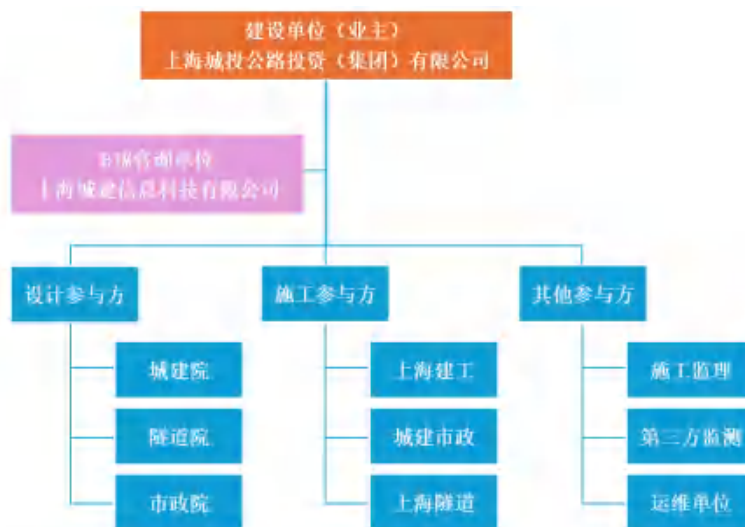 建设单位（业主）
上海城投公路投资（集团）有限公司
咨询单位
上海城建信息科技有限公司
设计参与方
施工参与方
其他参与方
城建院
上海建工
施工监理
隧道院
城建市政
第三方监测
市政院
上海隧道
运维单位